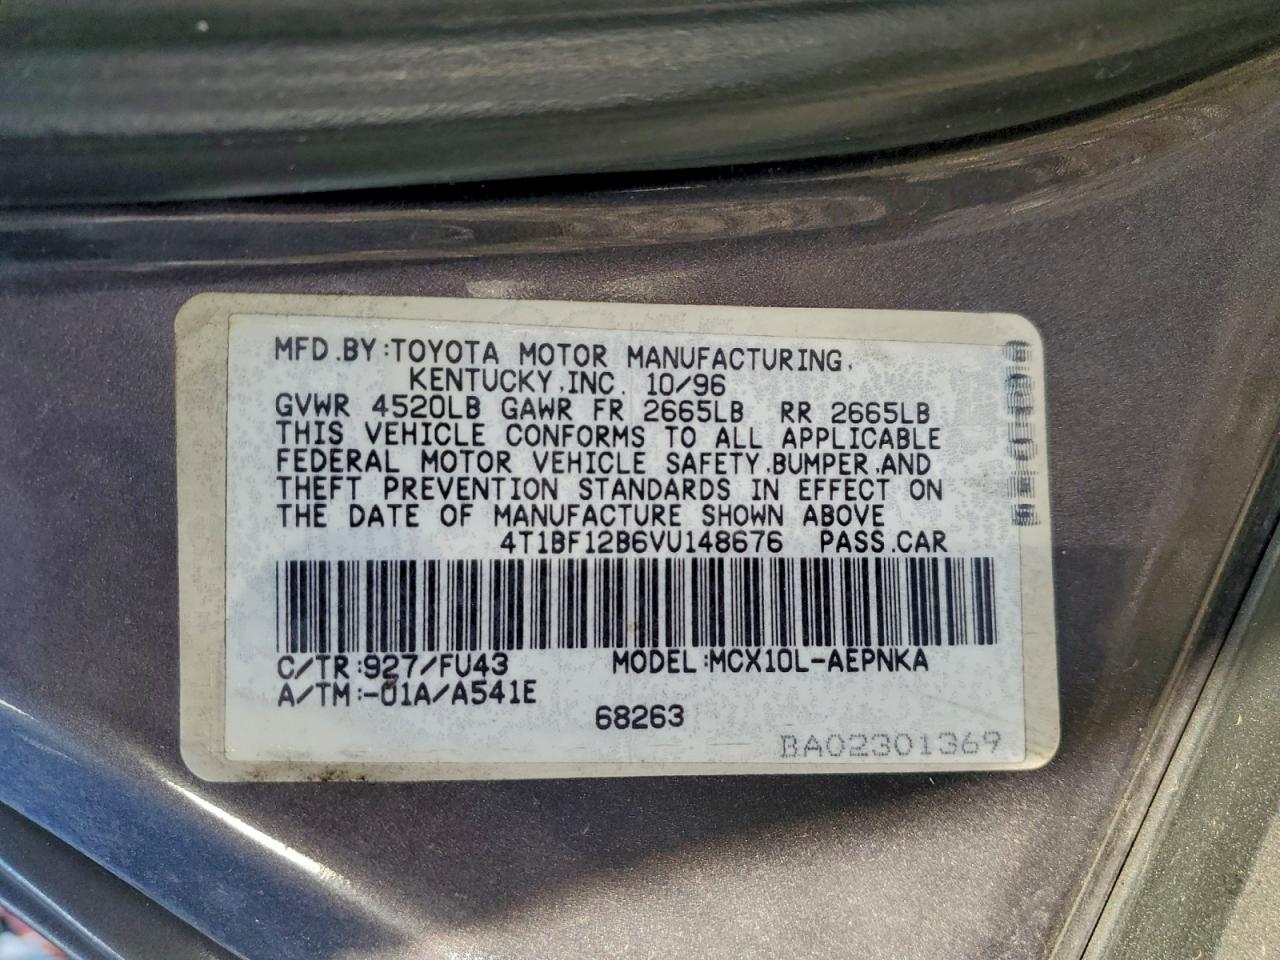 MFD.BY:TOYOTA MOTOR MANUFACTURING,
KENTUCKY,INC. 10/96
GVWR 4520LB GAWR FR 2665LB RR 2665LB
THIS VEHICLE CONFORMS TO ALL APPLICABLE
FEDERAL MOTOR VEHICLE SAFETY,BUMPER,AND
THEFT PREVENTION STANDARDS IN EFFECT ON
THE DATE OF MANUFACTURE SHOWN ABOVE
4T1BF12B6VU148676 PASS.CAR
C/TR:927/FU43 MODEL:MCX10L-AEPNKA
A/TM:-01A/A541E
68263
BA02301369